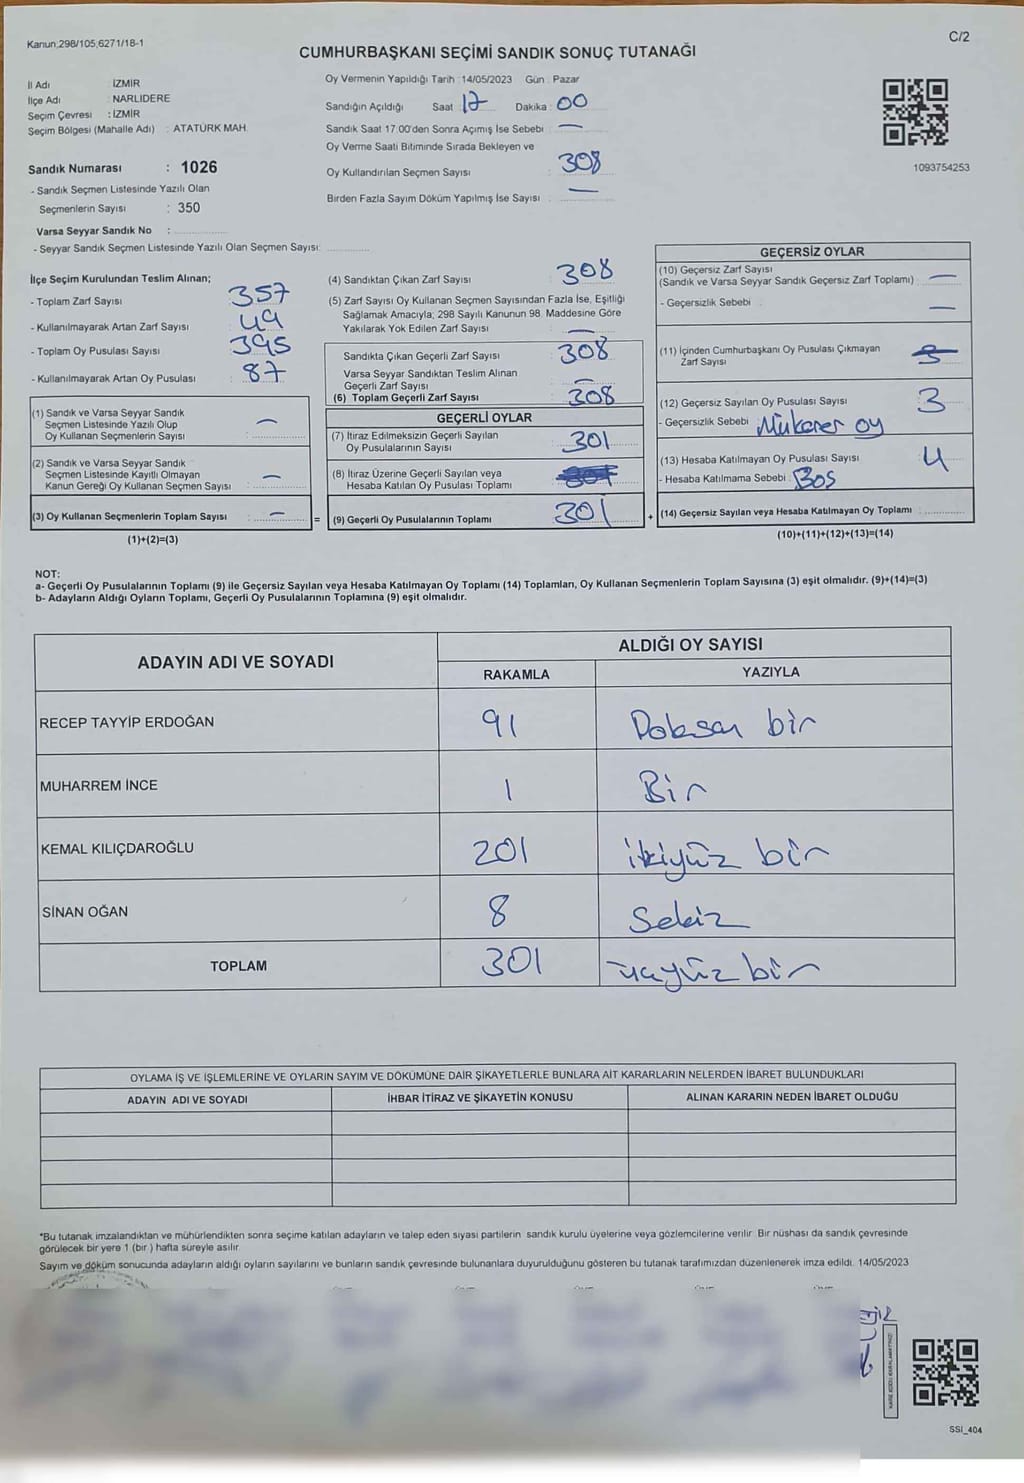 Kanun;298/105,6271/18-1
C/2
CUMHURBAŞKANI SEÇİMİ SANDIK SONUÇ TUTANAĞI
İl Adı : İZMİR
İlçe Adı : NARLIDERE
Seçim Çevresi : İZMİR
Seçim Bölgesi (Mahalle Adı) : ATATÜRK MAH.
Sandık Numarası : 1026
- Sandık Seçmen Listesinde Yazılı Olan
Seçmenlerin Sayısı : 350
Varsa Seyyar Sandık No :
- Seyyar Sandık Seçmen Listesinde Yazılı Olan Seçmen Sayısı:
Oy Vermenin Yapıldığı Tarih :14/05/2023 Gün : Pazar
Sandığın Açıldığı Saat : 17 Dakika : 00
Sandık Saat 17:00'den Sonra Açımış İse Sebebi : —
Oy Verme Saati Bitiminde Sırada Bekleyen ve
Oy Kullandırılan Seçmen Sayısı : 308
Birden Fazla Sayım Döküm Yapılmış İse Sayısı : —
1093754253
İlçe Seçim Kurulundan Teslim Alınan;
- Toplam Zarf Sayısı : 357
- Kullanılmayarak Artan Zarf Sayısı : 49
- Toplam Oy Pusulası Sayısı : 395
- Kullanılmayarak Artan Oy Pusulası : 87
(1) Sandık ve Varsa Seyyar Sandık
Seçmen Listesinde Yazılı Olup
Oy Kullanan Seçmenlerin Sayısı : —
(2) Sandık ve Varsa Seyyar Sandık
Seçmen Listesinde Kayıtlı Olmayan
Kanun Gereği Oy Kullanan Seçmen Sayısı : —
(3) Oy Kullanan Seçmenlerin Toplam Sayısı : — =
(1)+(2)=(3)
(4) Sandıktan Çıkan Zarf Sayısı : 308
(5) Zarf Sayısı Oy Kullanan Seçmen Sayısından Fazla İse, Eşitliği
Sağlamak Amacıyla; 298 Sayılı Kanunun 98. Maddesine Göre
Yakılarak Yok Edilen Zarf Sayısı : —
Sandıkta Çıkan Geçerli Zarf Sayısı : 308
Varsa Seyyar Sandıktan Teslim Alınan
Geçerli Zarf Sayısı : —
(6) Toplam Geçerli Zarf Sayısı : 308
GEÇERLİ OYLAR
(7) İtiraz Edilmeksizin Geçerli Sayılan
Oy Pusulalarının Sayısı : 301
(8) İtiraz Üzerine Geçerli Sayılan veya
Hesaba Katılan Oy Pusulası Toplamı
(9) Geçerli Oy Pusulalarının Toplamı : 301 +
GEÇERSİZ OYLAR
(10) Geçersiz Zarf Sayısı
(Sandık ve Varsa Seyyar Sandık Geçersiz Zarf Toplamı) : —
- Geçersizlik Sebebi : —
(11) İçinden Cumhurbaşkanı Oy Pusulası Çıkmayan
Zarf Sayısı
(12) Geçersiz Sayılan Oy Pusulası Sayısı : 3
- Geçersizlik Sebebi : Mükerer oy
(13) Hesaba Katılmayan Oy Pusulası Sayısı : 4
- Hesaba Katılmama Sebebi : Boş
(14) Geçersiz Sayılan veya Hesaba Katılmayan Oy Toplamı :
(10)+(11)+(12)+(13)=(14)
NOT:
a- Geçerli Oy Pusulalarının Toplamı (9) ile Geçersiz Sayılan veya Hesaba Katılmayan Oy Toplamı (14) Toplamları, Oy Kullanan Seçmenlerin Toplam Sayısına (3) eşit olmalıdır. (9)+(14)=(3)
b- Adayların Aldığı Oyların Toplamı, Geçerli Oy Pusulalarının Toplamına (9) eşit olmalıdır.
ADAYIN ADI VE SOYADI
ALDIĞI OY SAYISI
RAKAMLA YAZIYLA
RECEP TAYYİP ERDOĞAN 91 Doksan bir
MUHARREM İNCE 1 Bir
KEMAL KILIÇDAROĞLU 201 ikiyüz bir
SİNAN OĞAN 8 Sekiz
TOPLAM 301 üçyüz bir
OYLAMA İŞ VE İŞLEMLERİNE VE OYLARIN SAYIM VE DÖKÜMÜNE DAİR ŞİKAYETLERLE BUNLARA AİT KARARLARIN NELERDEN İBARET BULUNDUKLARI
ADAYIN ADI VE SOYADI İHBAR İTİRAZ VE ŞİKAYETİN KONUSU ALINAN KARARIN NEDEN İBARET OLDUĞU
*Bu tutanak imzalandıktan ve mühürlendikten sonra seçime katılan adayların ve talep eden siyasi partilerin sandık kurulu üyelerine veya gözlemcilerine verilir. Bir nüshası da sandık çevresinde
görülecek bir yere 1 (bir ) hafta süreyle asılır.
Sayım ve döküm sonucunda adayların aldığı oyların sayılarını ve bunların sandık çevresinde bulunanlara duyurulduğunu gösteren bu tutanak tarafımızdan düzenlenerek imza edildi. 14/05/2023
SSI_404